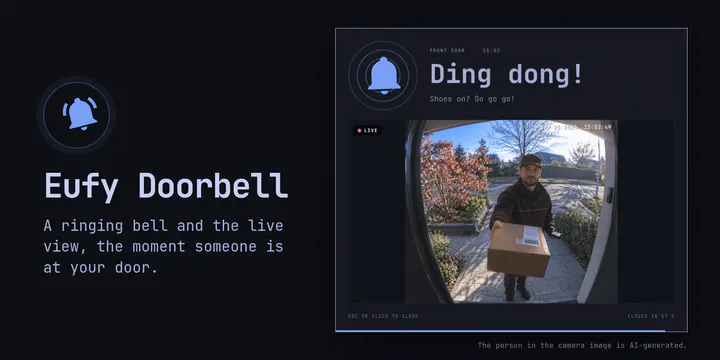 Eufy Doorbell
A ringing bell and the live
view, the moment someone is
at your door.
FRONT DOOR · 15:02
Ding dong!
Shoes on? Go go go!
LIVE
15:02:49
ESC OR CLICK TO CLOSE
CLOSES IN 57 S
The person in the camera image is AI-generated.